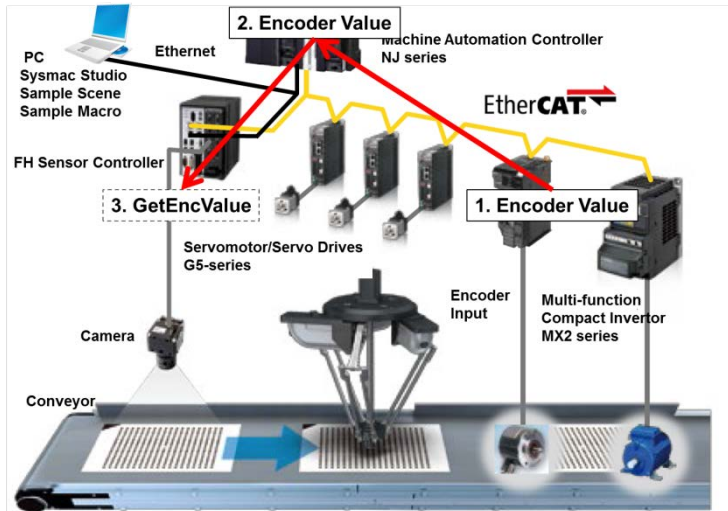 2. Encoder Value
Ethernet
Machine Automation Controller
NJ series
PC
Sysmac Studio
Sample Scene
Sample Macro
EtherCAT®
FH Sensor Controller
3. GetEncValue
1. Encoder Value
Servomotor/Servo Drives
G5-series
Encoder
Input
Multi-function
Compact Invertor
MX2 series
Camera
Conveyor